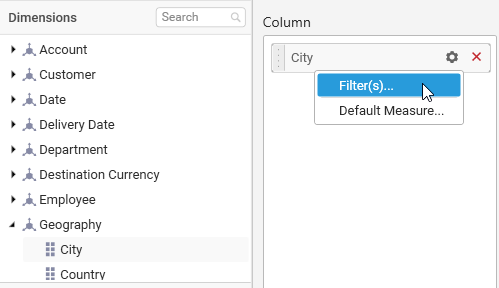 Dimensions
Search
Account
Customer
Date
Delivery Date
Department
Destination Currency
Employee
Geography
City
Country
Column
City
Filter(s)...
Default Measure...